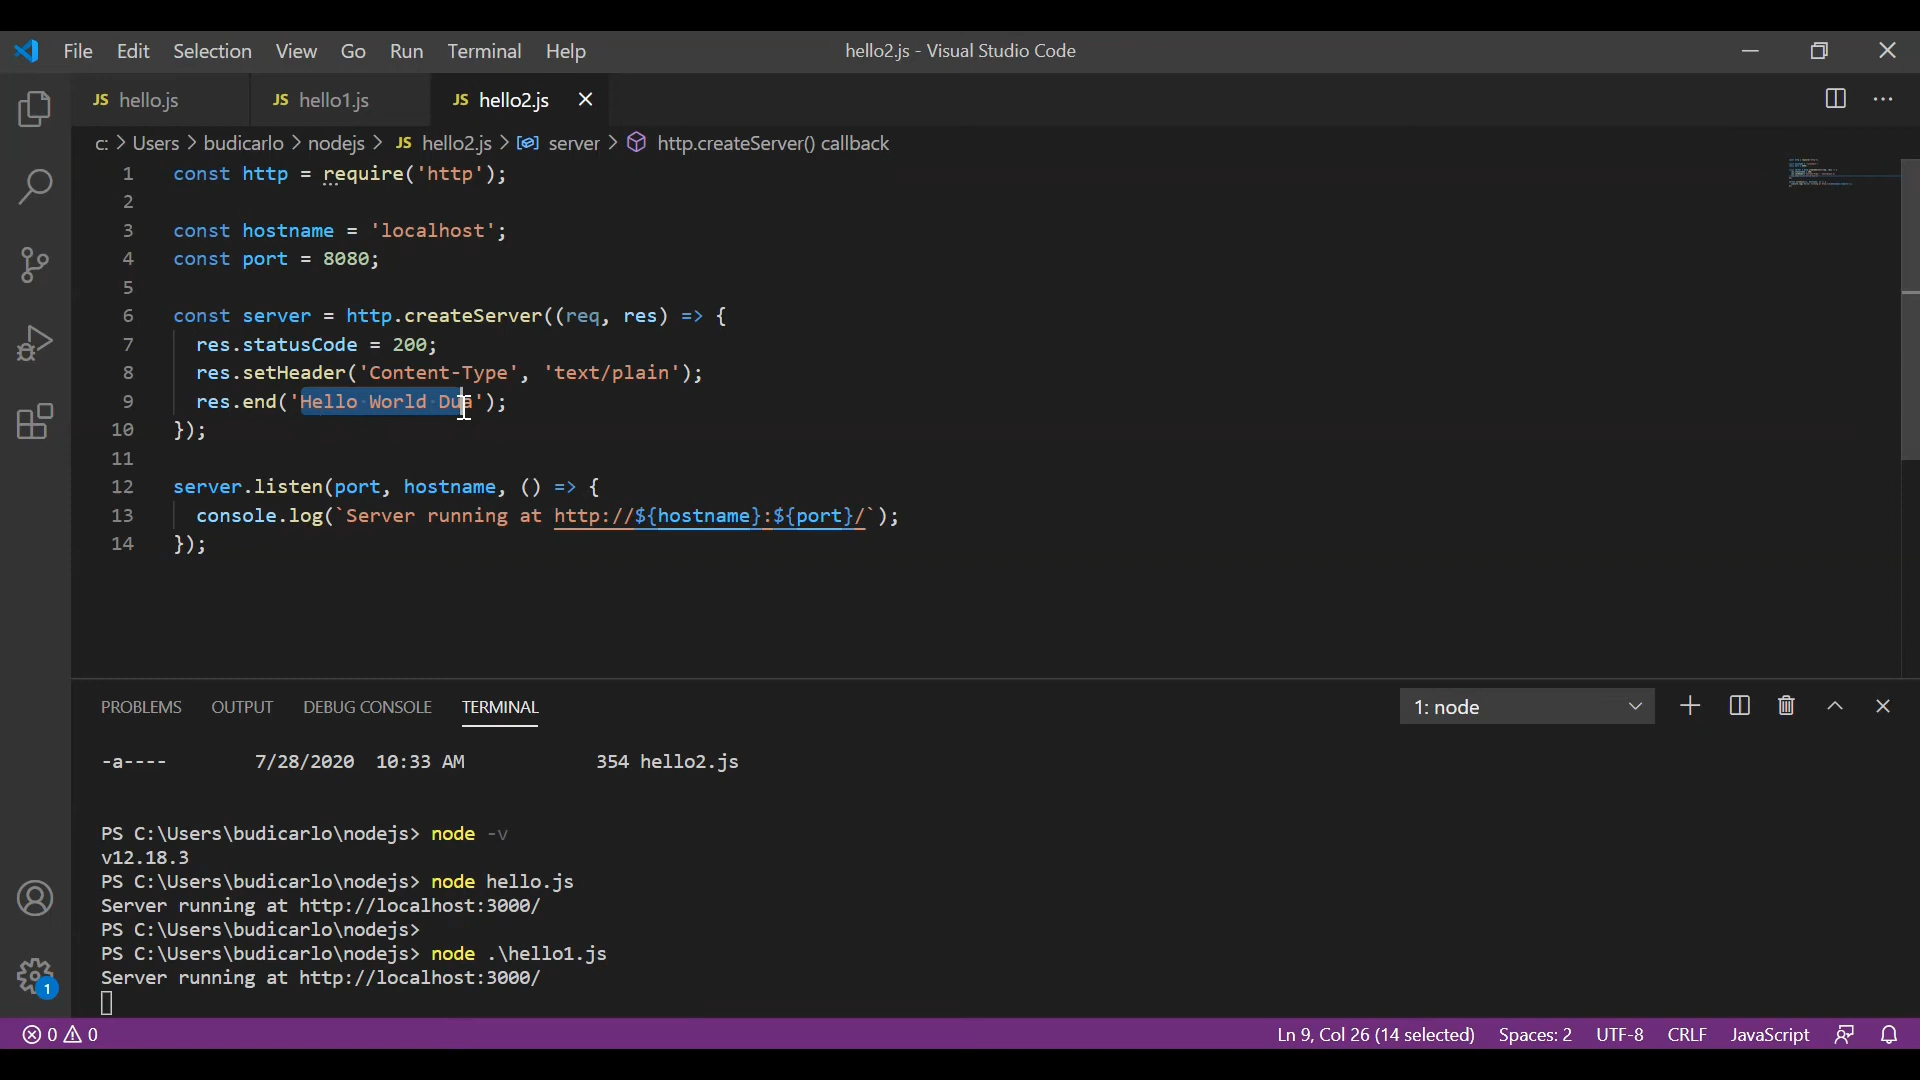 File Edit Selection View Go Run Terminal Help hello2.js - Visual Studio Code
JS hello.js JS hello1.js JS hello2.js
c: > Users > budicarlo > nodejs > JS hello2.js > server > http.createServer() callback
1 const http = require('http');
2
3 const hostname = 'localhost';
4 const port = 8080;
5
6 const server = http.createServer((req, res) => {
7 res.statusCode = 200;
8 res.setHeader('Content-Type', 'text/plain');
9 res.end('Hello World Dua');
10 });
11
12 server.listen(port, hostname, () => {
13 console.log(`Server running at http://${hostname}:${port}/`);
14 });
PROBLEMS OUTPUT DEBUG CONSOLE TERMINAL 1: node
-a---- 7/28/2020 10:33 AM 354 hello2.js
PS C:\Users\budicarlo\nodejs> node -v
v12.18.3
PS C:\Users\budicarlo\nodejs> node hello.js
Server running at http://localhost:3000/
PS C:\Users\budicarlo\nodejs>
PS C:\Users\budicarlo\nodejs> node .\hello1.js
Server running at http://localhost:3000/
1
0 0 Ln 9, Col 26 (14 selected) Spaces: 2 UTF-8 CRLF JavaScript